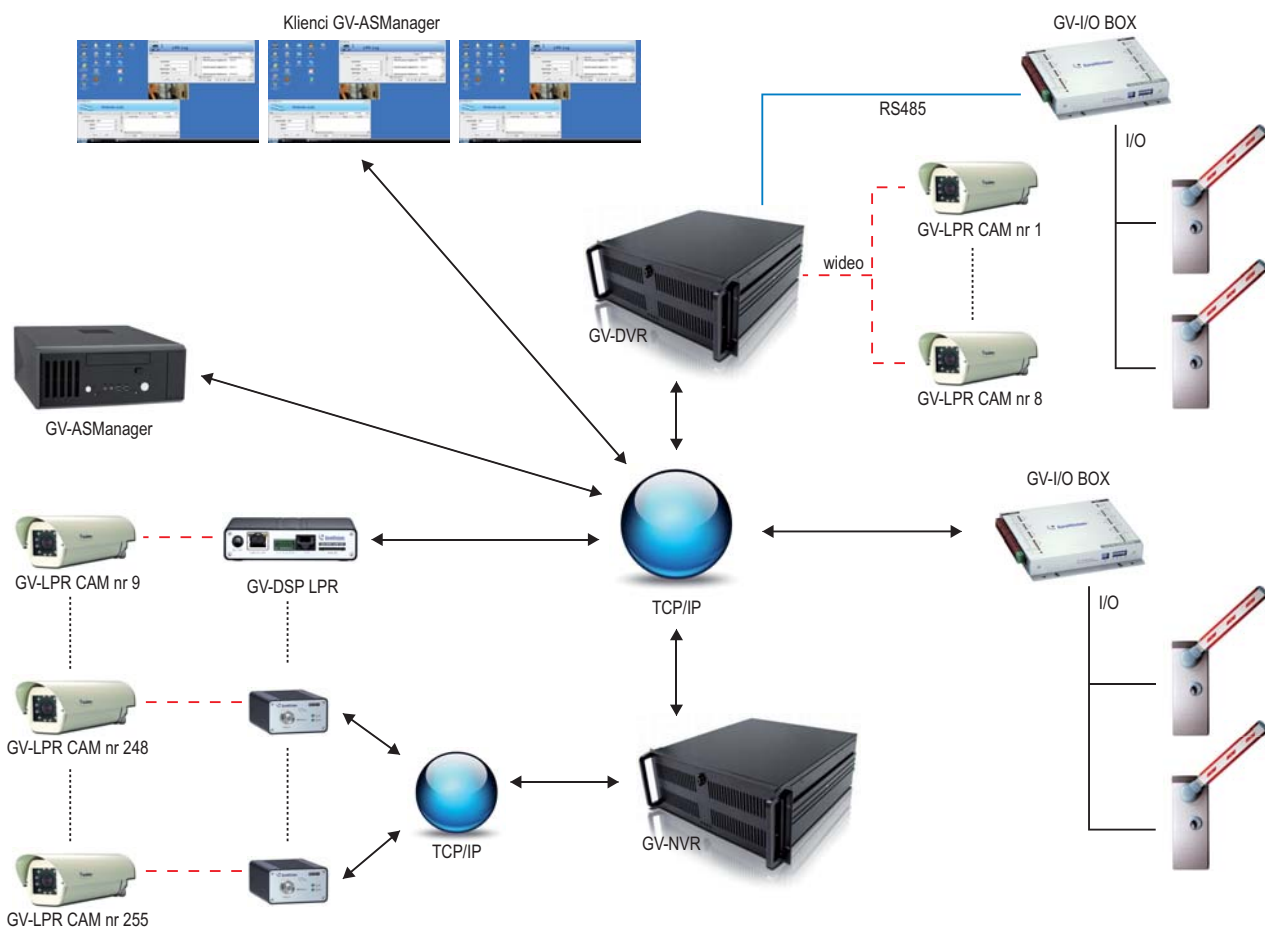 Klienci GV-ASManager
GV-I/O BOX
RS485
I/O
GV-LPR CAM nr 1
wideo
GV-DVR
GV-LPR CAM nr 8
GV-ASManager
GV-I/O BOX
GV-LPR CAM nr 9
GV-DSP LPR
TCP/IP
I/O
GV-LPR CAM nr 248
TCP/IP
GV-NVR
GV-LPR CAM nr 255